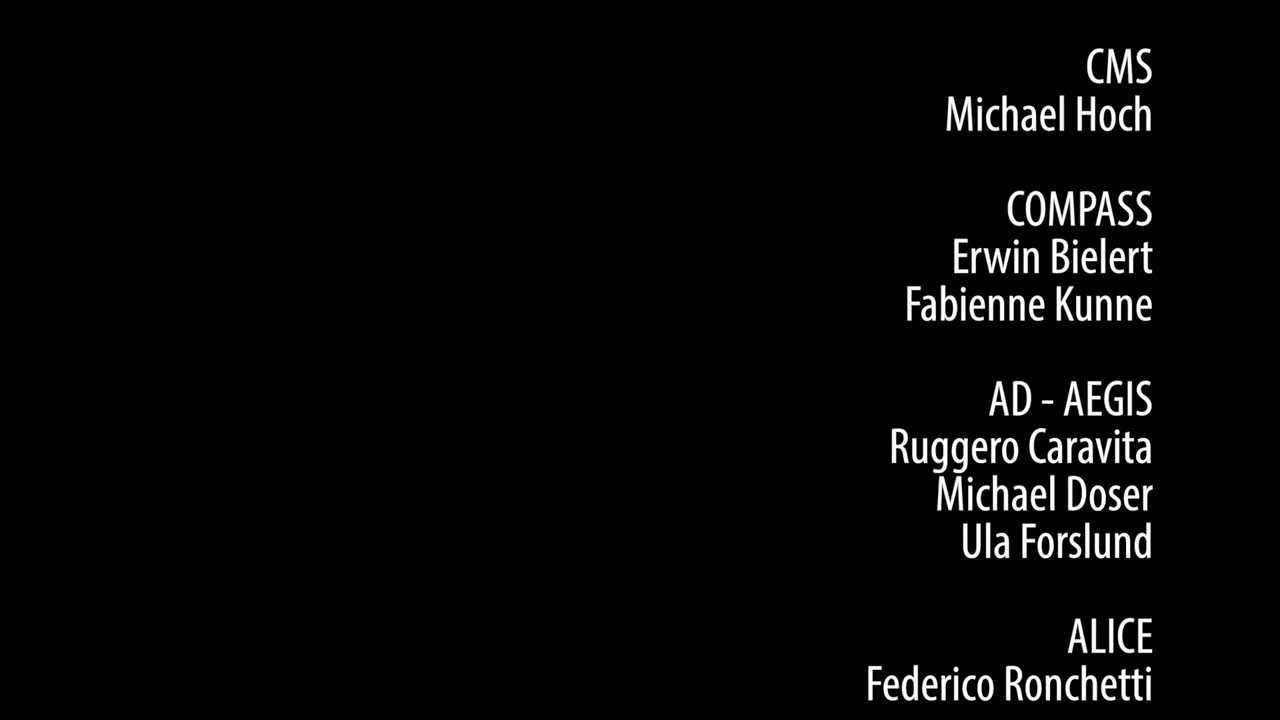 CMS
Michael Hoch
COMPASS
Erwin Bielert
Fabienne Kunne
AD - AEGIS
Ruggero Caravita
Michael Doser
Ula Forslund
ALICE
Federico Ronchetti